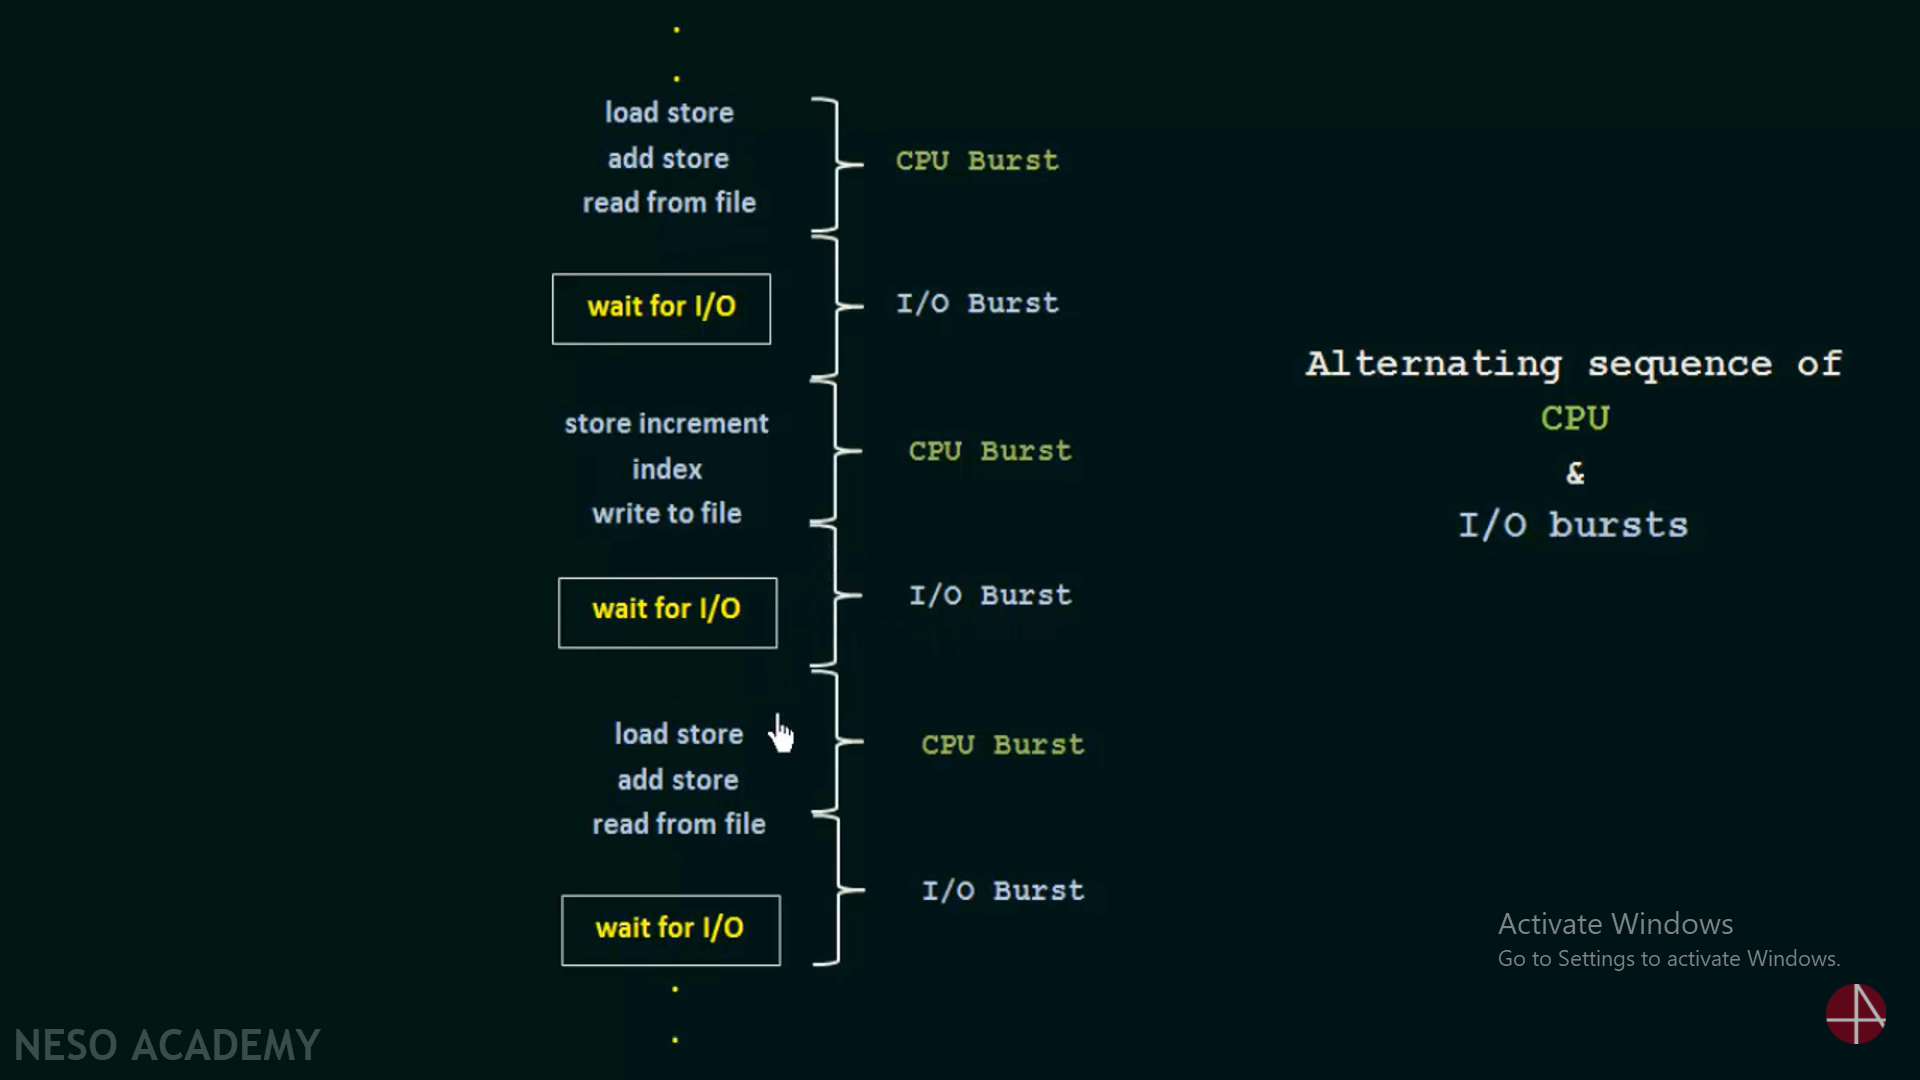 load store
add store
read from file
CPU Burst
wait for I/O
I/O Burst
store increment
index
write to file
CPU Burst
wait for I/O
I/O Burst
load store
add store
read from file
CPU Burst
wait for I/O
I/O Burst
Alternating sequence of
CPU
&
I/O bursts
Activate Windows
Go to Settings to activate Windows.
NESO ACADEMY